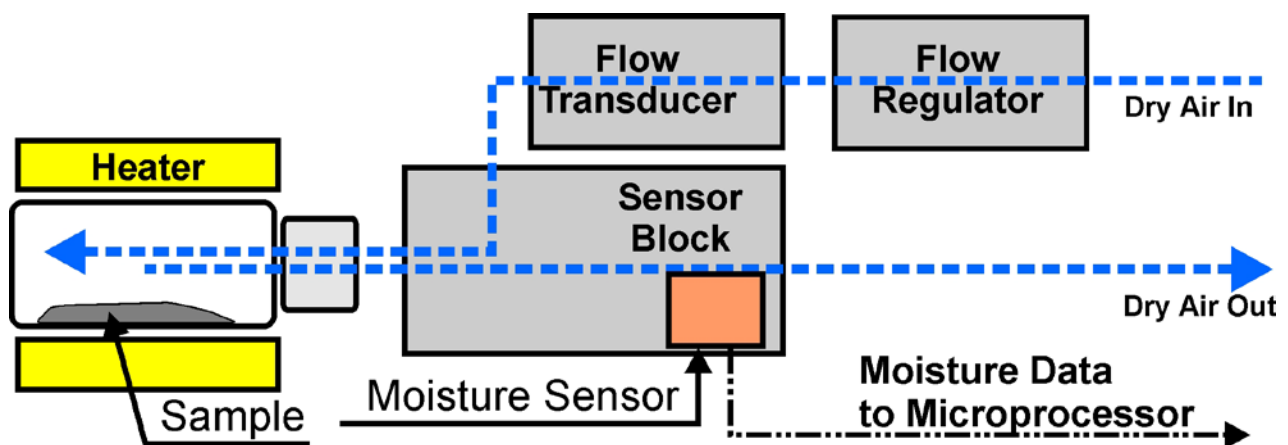 Flow
Transducer
Flow
Regulator
Dry Air In
Heater
Sensor
Block
Dry Air Out
Moisture Sensor
Sample
Moisture Data
to Microprocessor